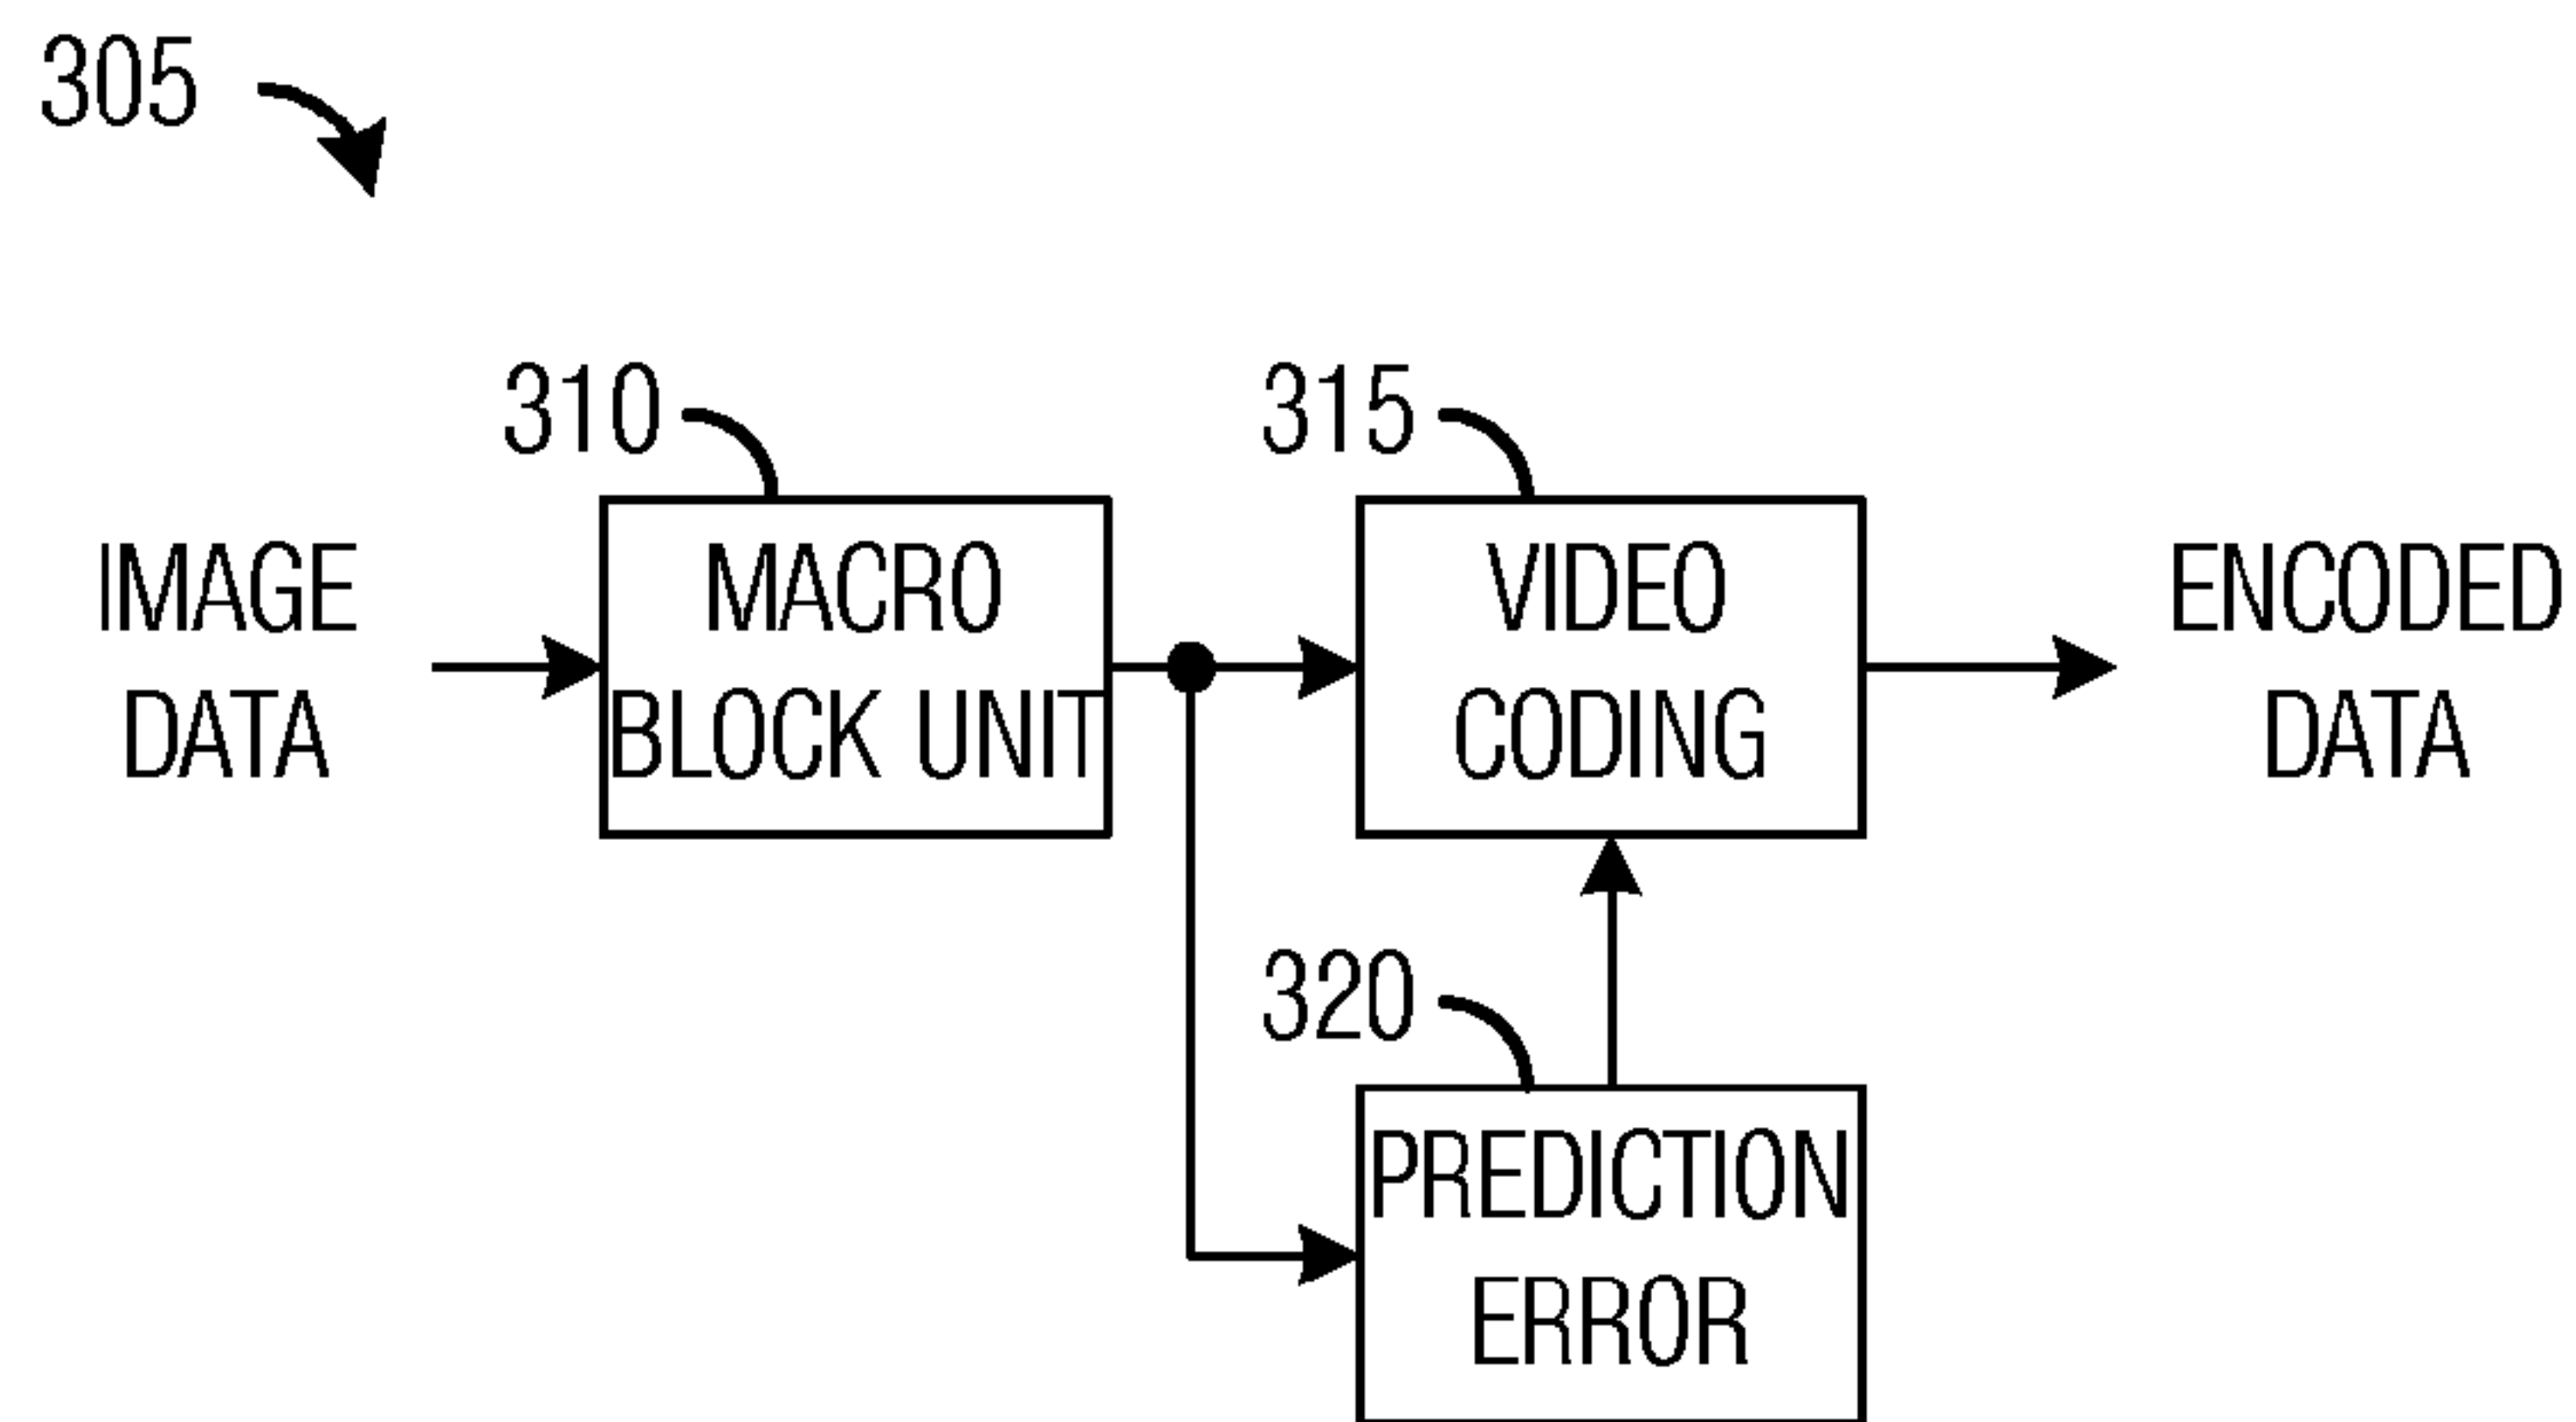 305
310
315
IMAGE
DATA
MACRO
BLOCK UNIT
VIDEO
CODING
ENCODED
DATA
320
PREDICTION
ERROR